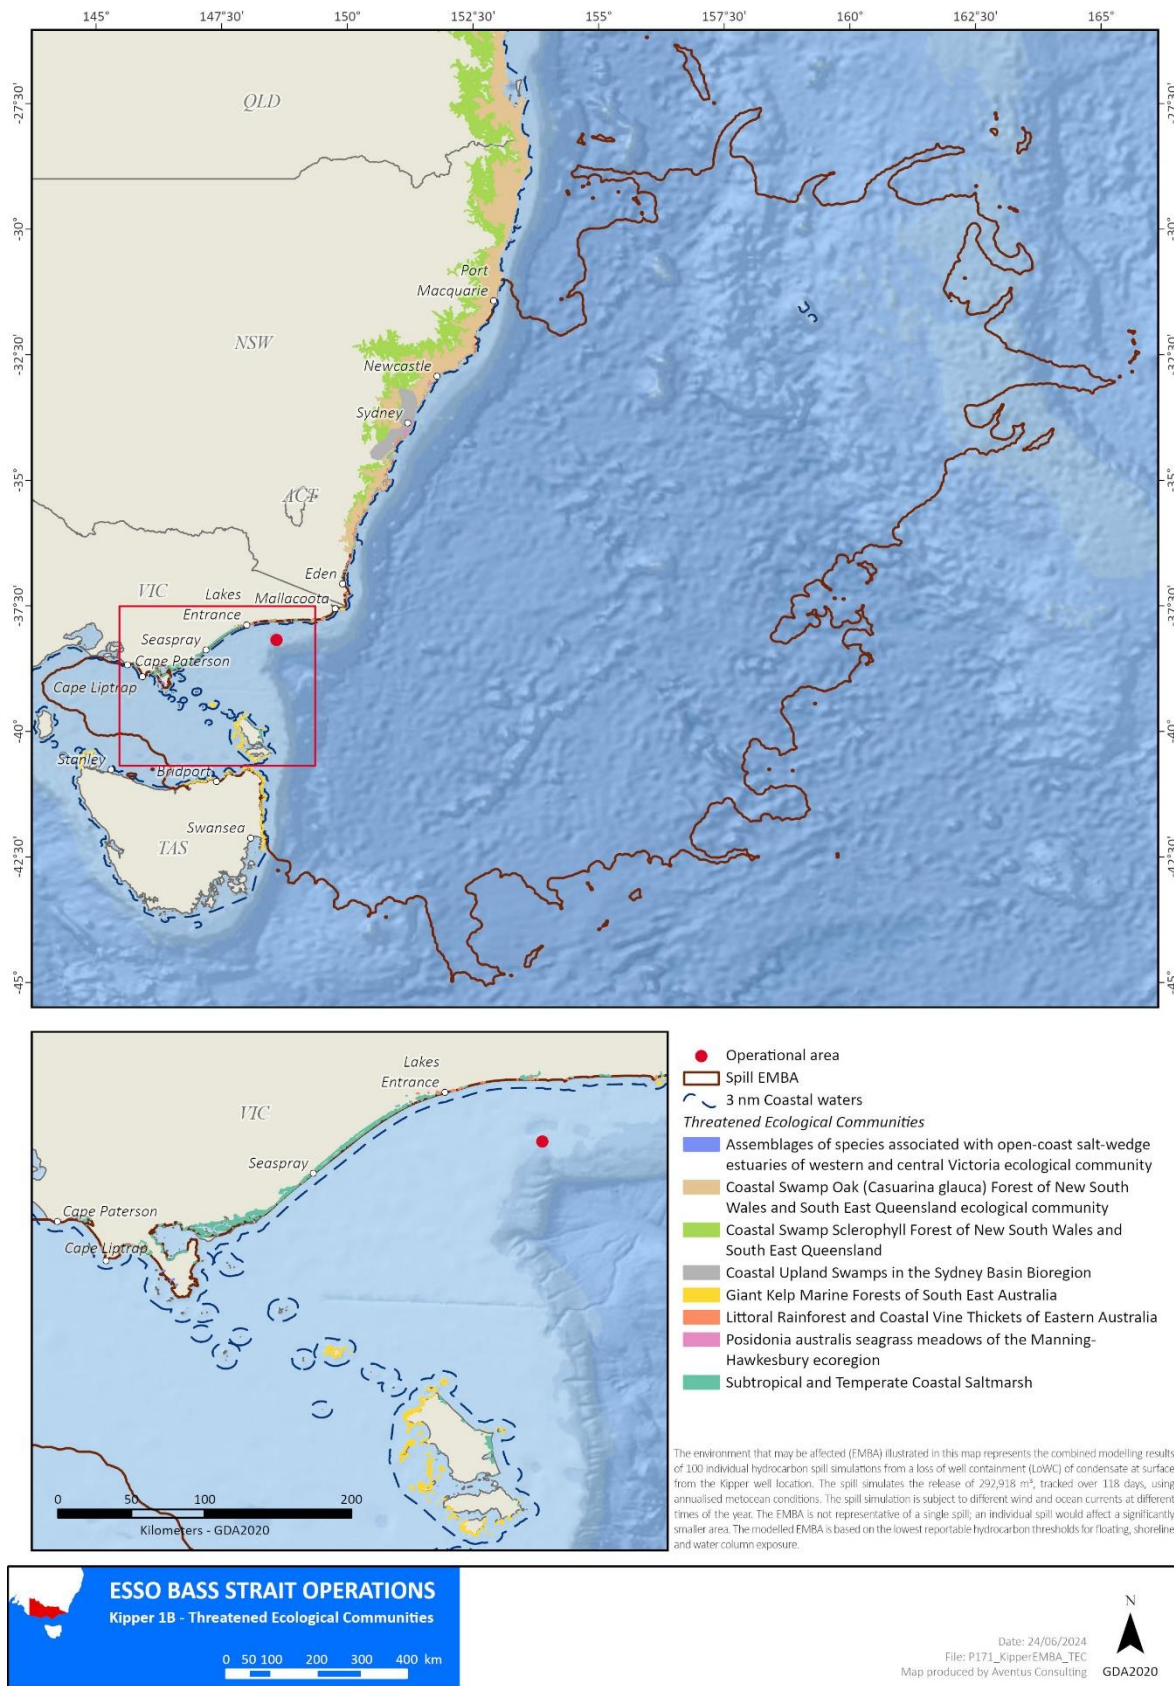 145° 147°30' 150° 152°30' 155° 157°30' 160° 162°30' 165°
-27°30' -27°30'
QLD
-30° -30°
Port
Macquarie
NSW
-32°30' -32°30'
Newcastle
Sydney
-35° -35°
ACT
Eden
VIC
Lakes
Entrance
Mallacoota
-37°30' -37°30'
Seaspray
Cape Paterson
Cape Liptrap
-40° -40°
Stanley
Bridport
Swansea
TAS
-42°30' -42°30'
-45° -45°
Lakes
Entrance
VIC
Seaspray
Cape Paterson
Cape Liptrap
0 50 100 200
Kilometers - GDA2020
Operational area
Spill EMBA
3 nm Coastal waters
Threatened Ecological Communities
Assemblages of species associated with open-coast salt-wedge
estuaries of western and central Victoria ecological community
Coastal Swamp Oak (Casuarina glauca) Forest of New South
Wales and South East Queensland ecological community
Coastal Swamp Sclerophyll Forest of New South Wales and
South East Queensland
Coastal Upland Swamps in the Sydney Basin Bioregion
Giant Kelp Marine Forests of South East Australia
Littoral Rainforest and Coastal Vine Thickets of Eastern Australia
Posidonia australis seagrass meadows of the Manning-
Hawkesbury ecoregion
Subtropical and Temperate Coastal Saltmarsh
The environment that may be affected (EMBA) illustrated in this map represents the combined modelling results
of 100 individual hydrocarbon spill simulations from a loss of well containment (LoWC) of condensate at surface
from the Kipper well location. The spill simulates the release of 292,918 m³, tracked over 118 days, using
annualised metocean conditions. The spill simulation is subject to different wind and ocean currents at different
times of the year. The EMBA is not representative of a single spill; an individual spill would affect a significantly
smaller area. The modelled EMBA is based on the lowest reportable hydrocarbon thresholds for floating, shoreline
and water column exposure.
ESSO BASS STRAIT OPERATIONS
Kipper 1B - Threatened Ecological Communities
0 50 100 200 300 400 km
N
Date: 24/06/2024
File: P171_KipperEMBA_TEC
Map produced by Aventus Consulting
GDA2020